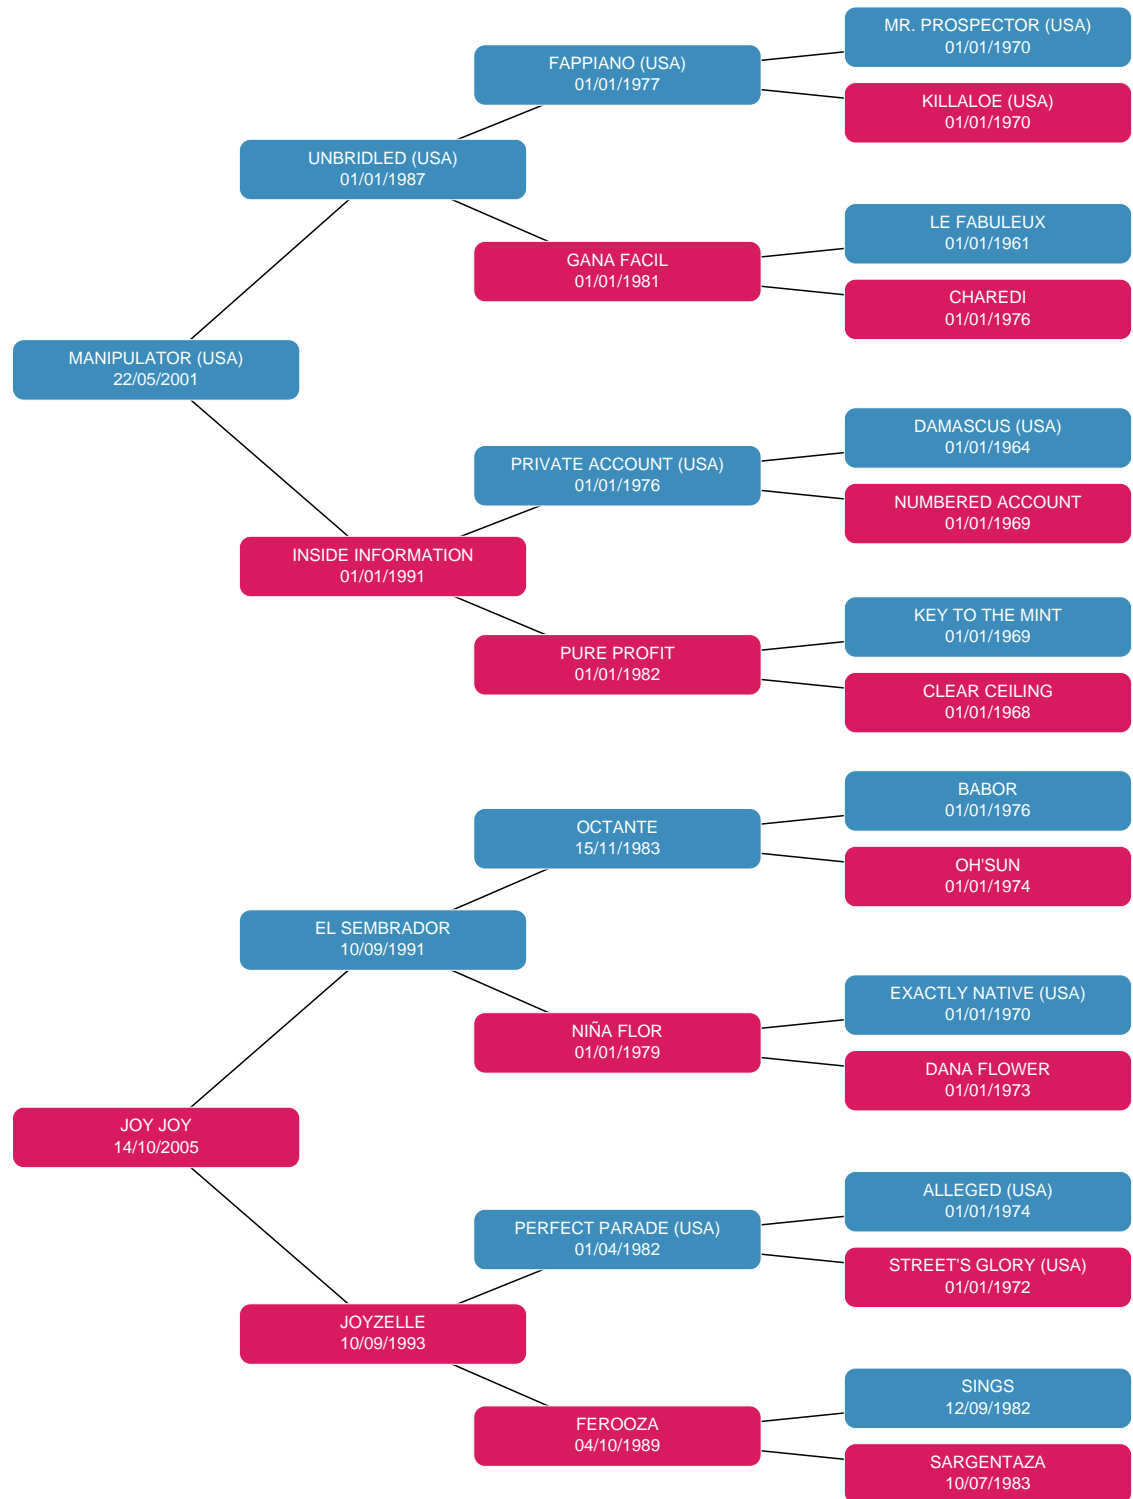 MR. PROSPECTOR (USA)
01/01/1970
FAPPIANO (USA)
01/01/1977
KILLALOE (USA)
01/01/1970
UNBRIDLED (USA)
01/01/1987
LE FABULEUX
01/01/1961
GANA FACIL
01/01/1981
CHAREDI
01/01/1976
MANIPULATOR (USA)
22/05/2001
DAMASCUS (USA)
01/01/1964
PRIVATE ACCOUNT (USA)
01/01/1976
NUMBERED ACCOUNT
01/01/1969
INSIDE INFORMATION
01/01/1991
KEY TO THE MINT
01/01/1969
PURE PROFIT
01/01/1982
CLEAR CEILING
01/01/1968
BABOR
01/01/1976
OCTANTE
15/11/1983
OH'SUN
01/01/1974
EL SEMBRADOR
10/09/1991
EXACTLY NATIVE (USA)
01/01/1970
NIÑA FLOR
01/01/1979
DANA FLOWER
01/01/1973
JOY JOY
14/10/2005
ALLEGED (USA)
01/01/1974
PERFECT PARADE (USA)
01/04/1982
STREET'S GLORY (USA)
01/01/1972
JOYZELLE
10/09/1993
SINGS
12/09/1982
FEROOZA
04/10/1989
SARGENTAZA
10/07/1983